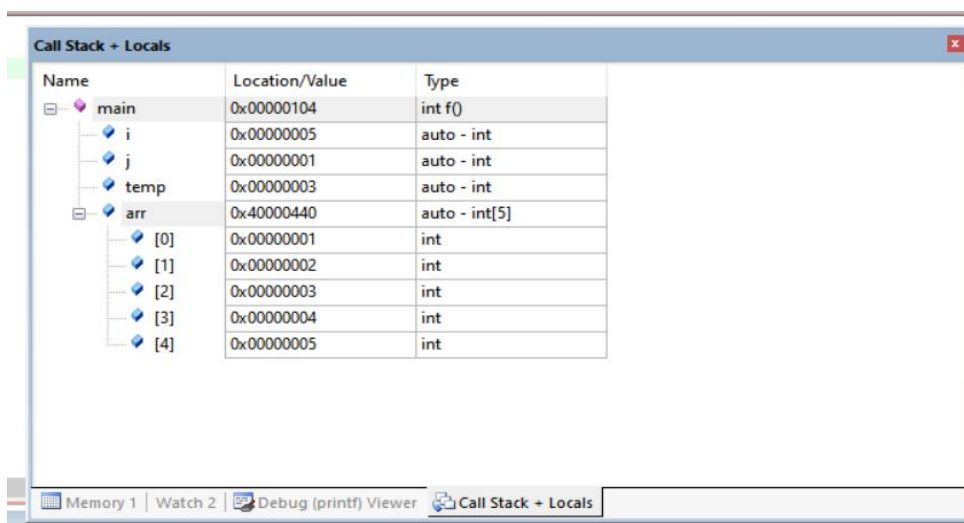 Call Stack + Locals
Name Location/Value Type
main 0x00000104 int f()
i 0x00000005 auto - int
j 0x00000001 auto - int
temp 0x00000003 auto - int
arr 0x40000440 auto - int[5]
[0] 0x00000001 int
[1] 0x00000002 int
[2] 0x00000003 int
[3] 0x00000004 int
[4] 0x00000005 int
Memory 1 | Watch 2 | Debug (printf) Viewer Call Stack + Locals